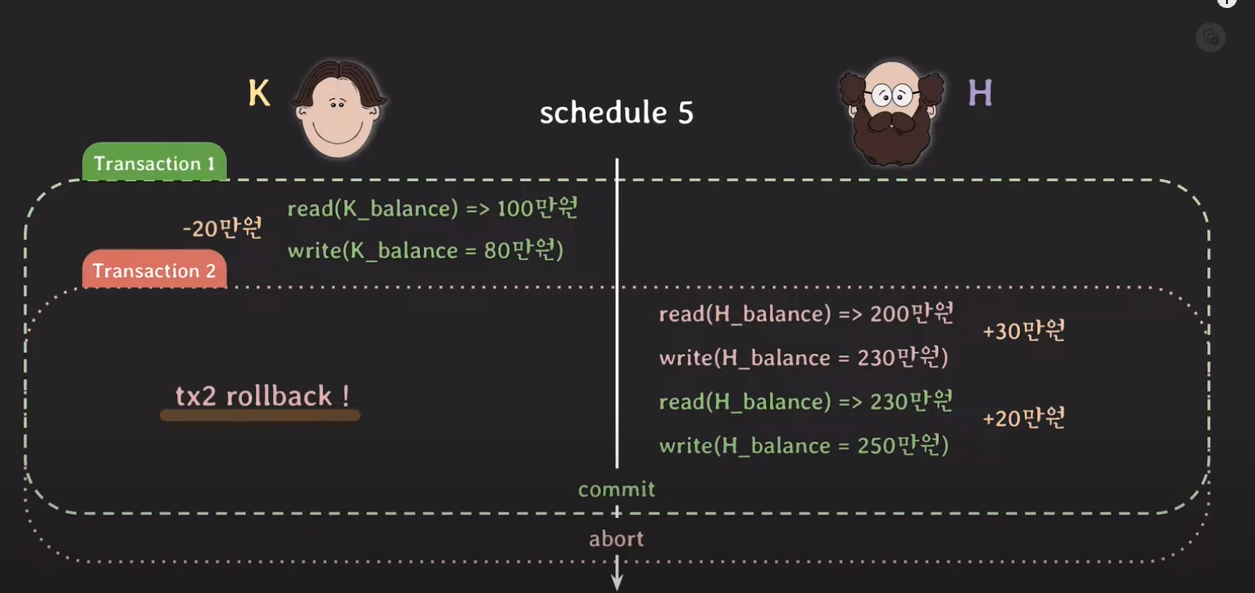 K
schedule 5
H
Transaction 1
read(K_balance) => 100만원
-20만원
write(K_balance = 80만원)
Transaction 2
read(H_balance) => 200만원
+30만원
write(H_balance = 230만원)
tx2 rollback !
read(H_balance) => 230만원
+20만원
write(H_balance = 250만원)
commit
abort